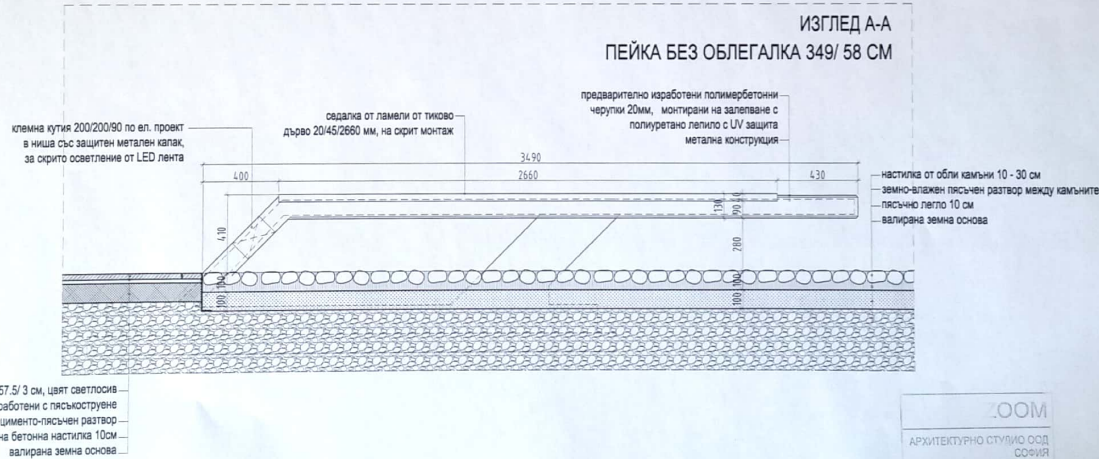 ИЗГЛЕД А-А
ПЕЙКА БЕЗ ОБЛЕГАЛКА 349/ 58 СМ
клемна кутия 200/200/90 по ел. проект
в ниша със защитен метален капак,
за скрито осветление от LED лента
седалка от ламели от тиково
дърво 20/45/2660 мм, на скрит монтаж
предварително изработени полимербетонни
черупки 20мм, монтирани на залепване с
полиуретано лепило с UV защита
метална конструкция
3490
400
2660
430
настилка от обли камъни 10 - 30 см
земно-влажен пясъчен разтвор между камъните
пясъчно легло 10 см
валирана земна основа
410
130
90
40
280
100
100
100
100
57.5/ 3 см, цвят светлосив
работени с пясъкоструене
цименто-пясъчен разтвор
на бетонна настилка 10см
валирана земна основа
ZOOM
АРХИТЕКТУРНО СТУДИО ООД
СОФИЯ